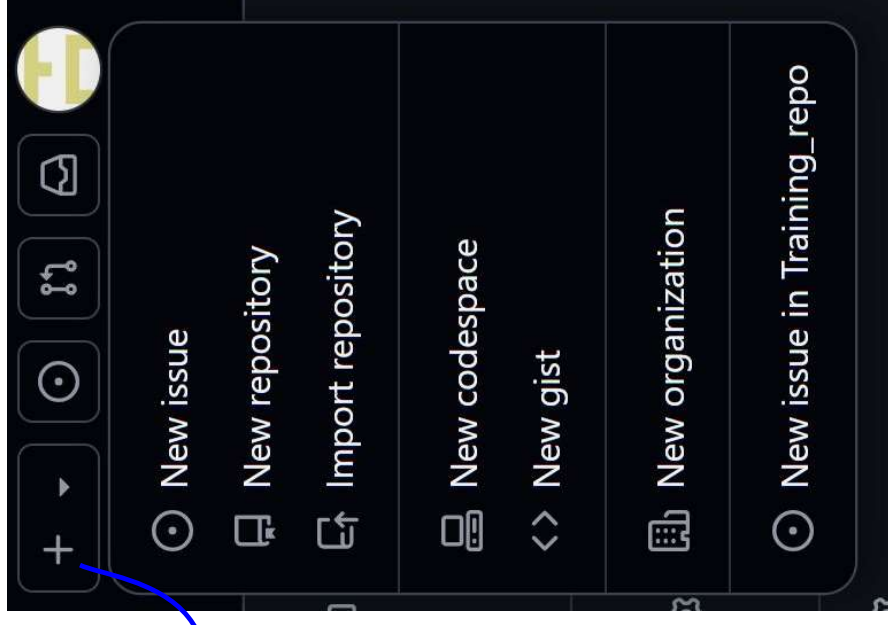 New issue
New repository
Import repository
New codespace
New gist
New organization
New issue in Training_repo